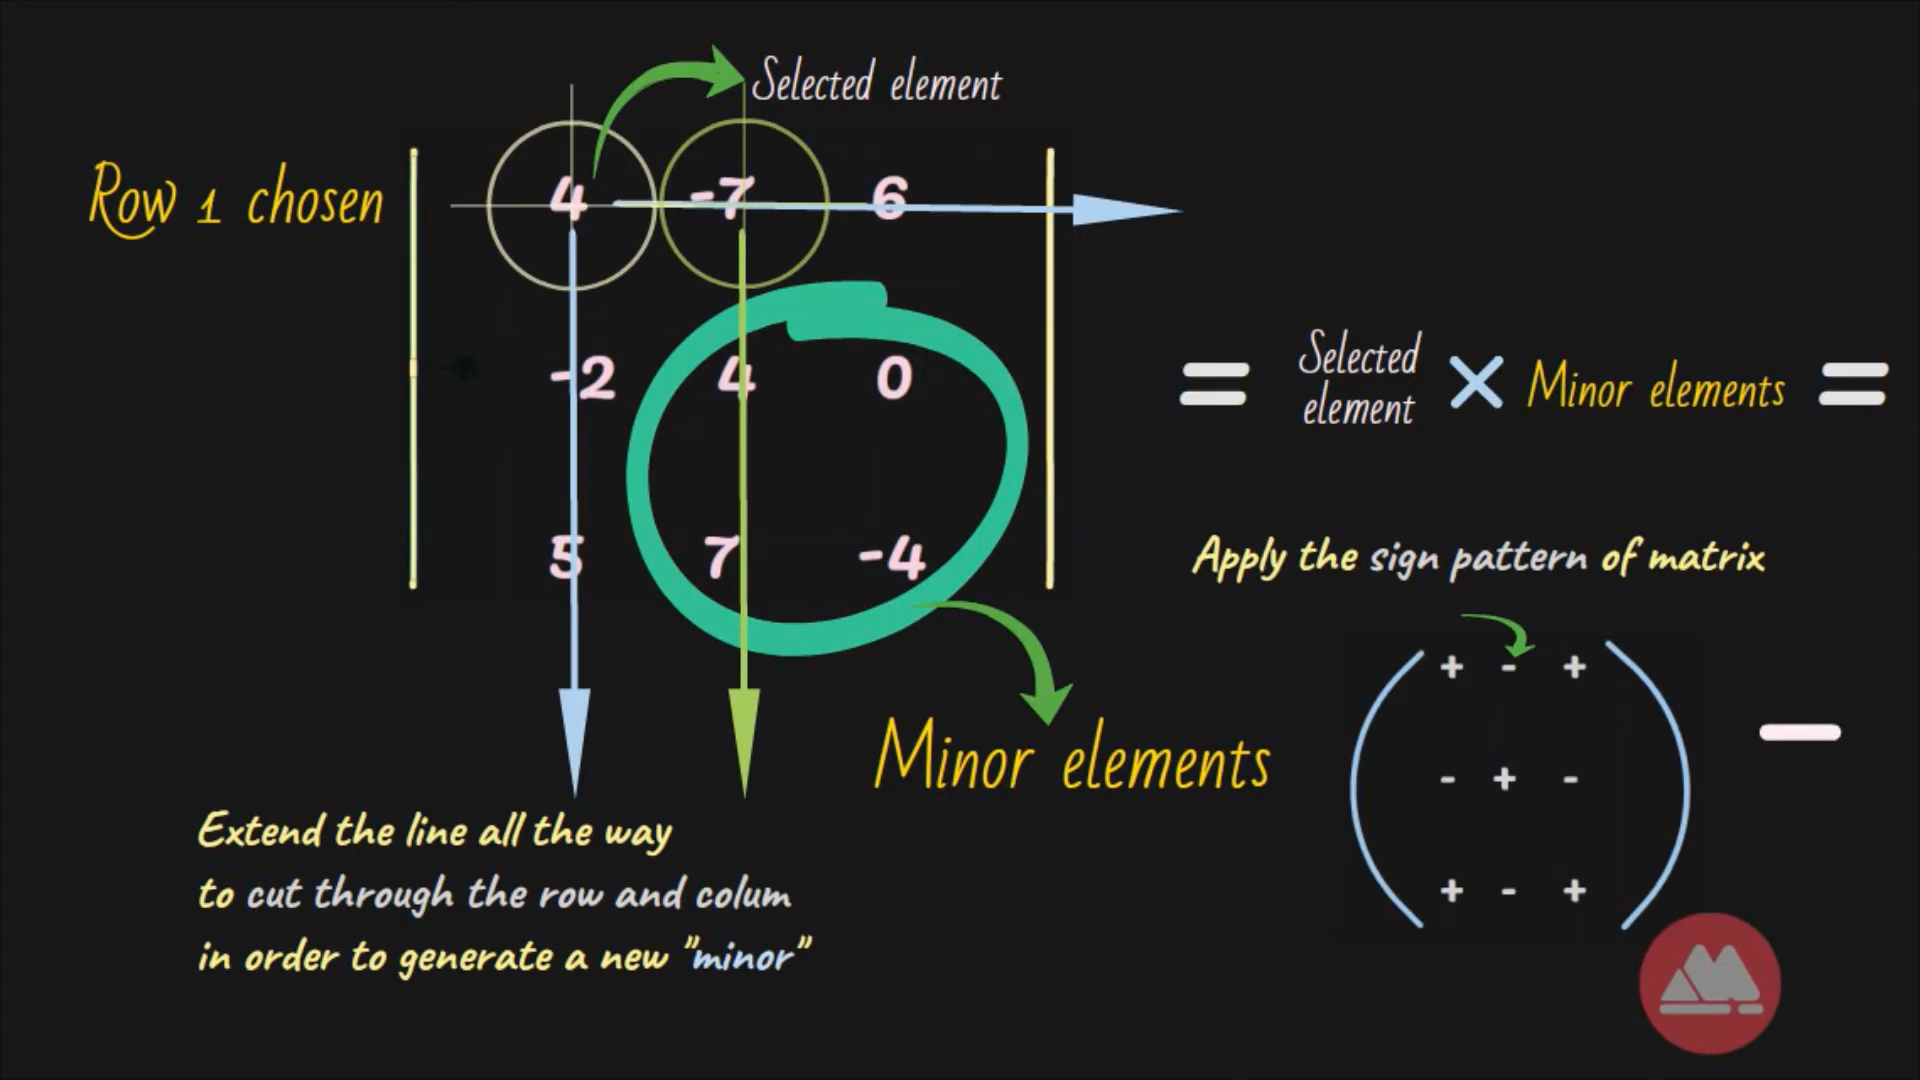 Selected element
Row 1 chosen
4 -7 6
-2 4 0
5 7 -4
= Selected element × Minor elements =
Apply the sign pattern of matrix
+ - +
- + -
+ - +
-
Minor elements
Extend the line all the way
to cut through the row and colum
in order to generate a new "minor"